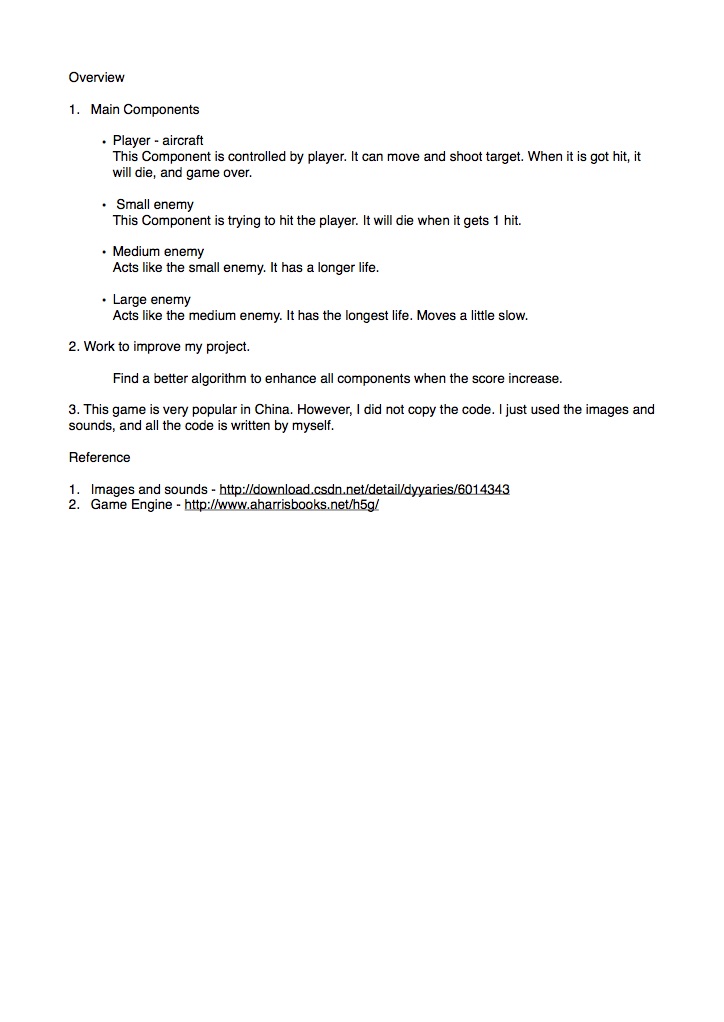 Overview
1. Main Components
• Player - aircraft
This Component is controlled by player. It can move and shoot target. When it is got hit, it
will die, and game over.
• Small enemy
This Component is trying to hit the player. It will die when it gets 1 hit.
• Medium enemy
Acts like the small enemy. It has a longer life.
• Large enemy
Acts like the medium enemy. It has the longest life. Moves a little slow.
2. Work to improve my project.
Find a better algorithm to enhance all components when the score increase.
3. This game is very popular in China. However, I did not copy the code. I just used the images and
sounds, and all the code is written by myself.
Reference
1. Images and sounds - http://download.csdn.net/detail/dyyaries/6014343
2. Game Engine - http://www.aharrisbooks.net/h5g/